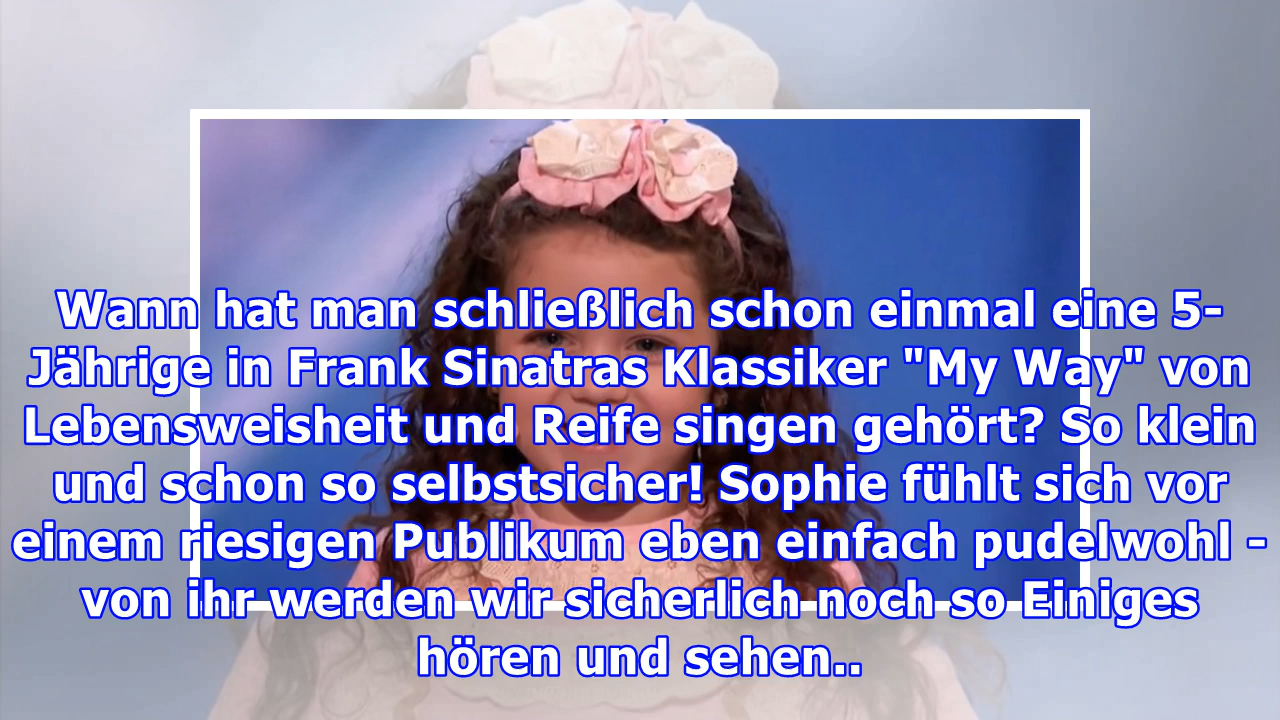 Wann hat man schließlich schon einmal eine 5-
Jährige in Frank Sinatras Klassiker "My Way" von
Lebensweisheit und Reife singen gehört? So klein
und schon so selbstsicher! Sophie fühlt sich vor
einem riesigen Publikum eben einfach pudelwohl -
von ihr werden wir sicherlich noch so Einiges
hören und sehen..